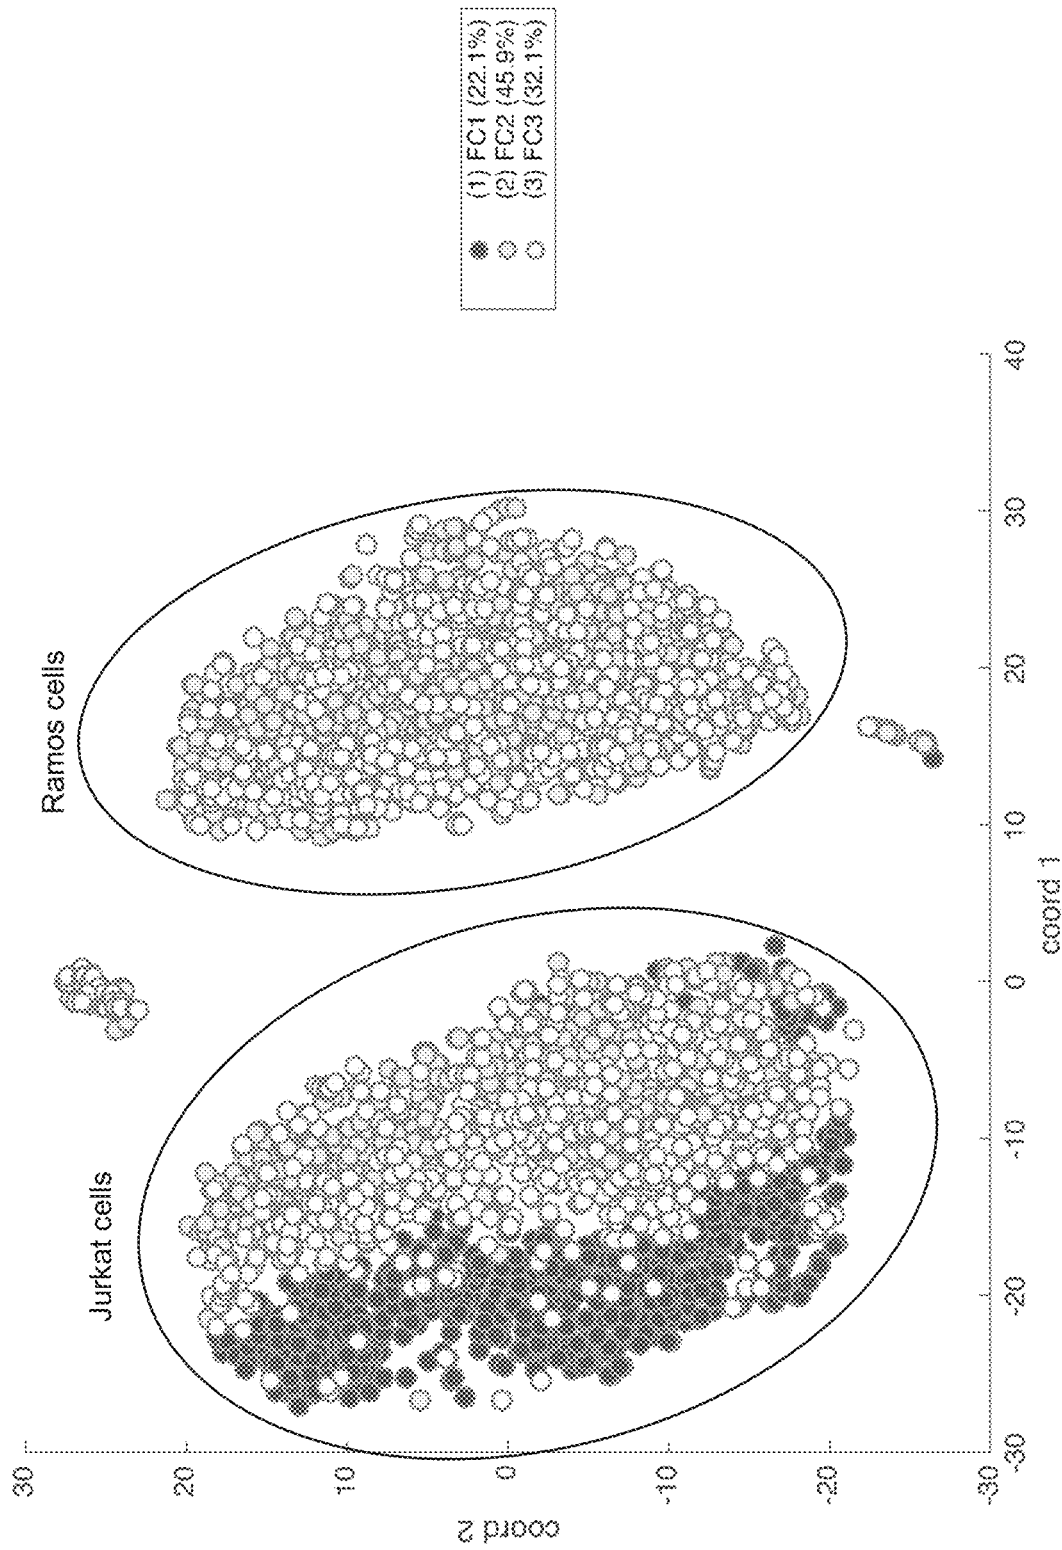 Jurkat cells
Ramos cells
(1) FC1 (22.1%)
(2) FC2 (45.9%)
(3) FC3 (32.1%)
coord 2
30
20
10
0
-10
-20
-30
-30
-20
-10
0
10
20
30
40
coord 1